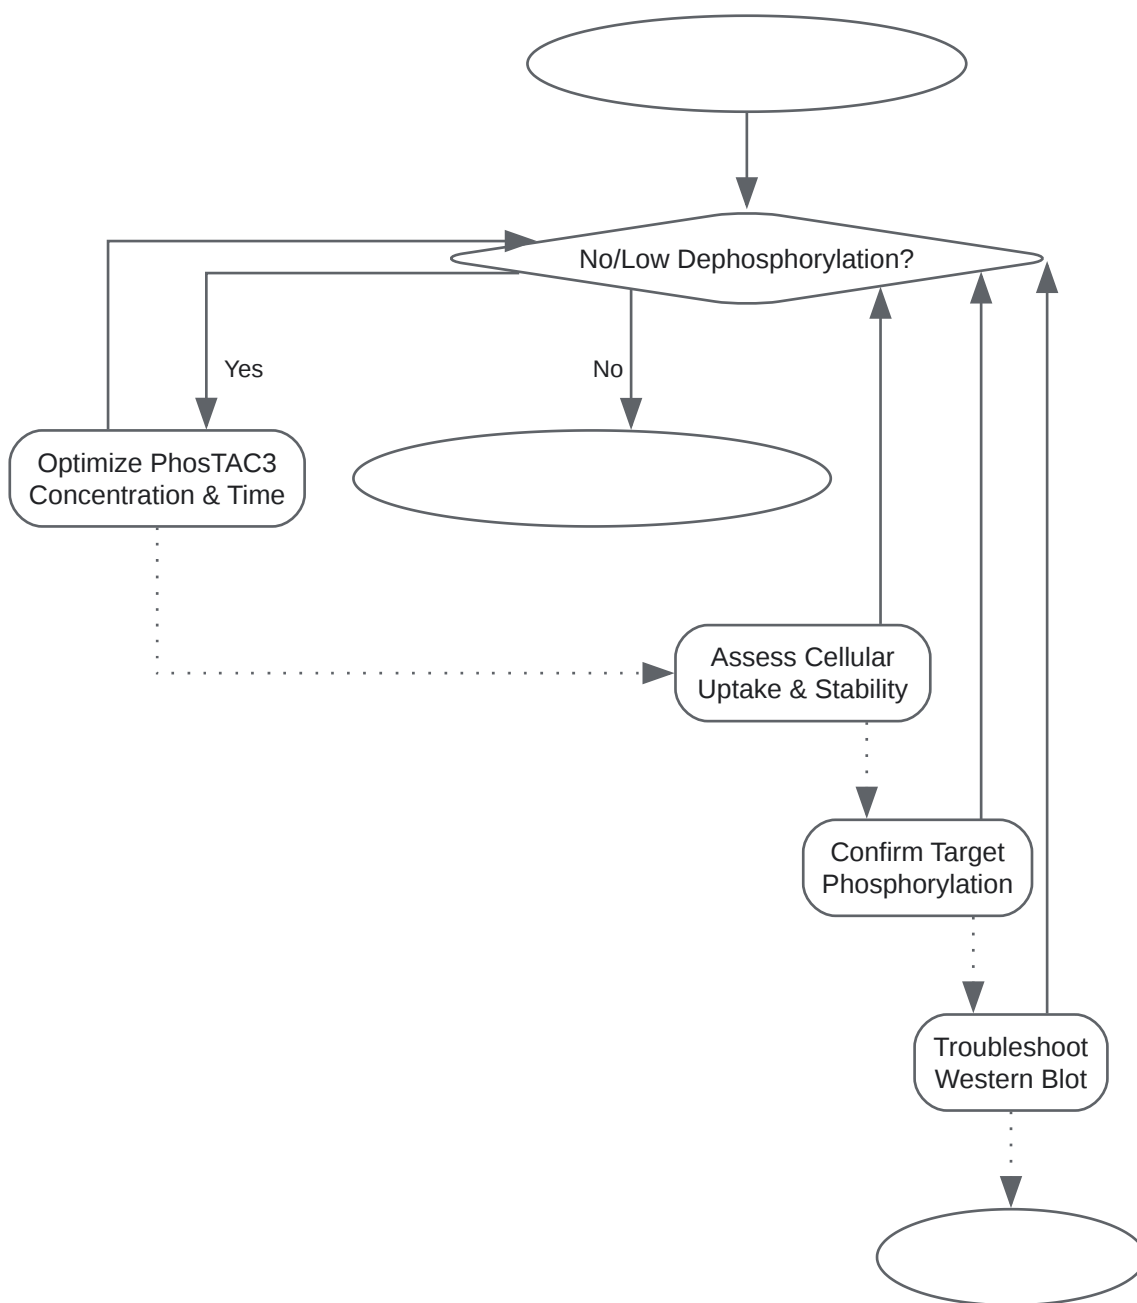 No/Low Dephosphorylation?
Yes
No
Optimize PhosTAC3
Concentration & Time
Assess Cellular
Uptake & Stability
Confirm Target
Phosphorylation
Troubleshoot
Western Blot